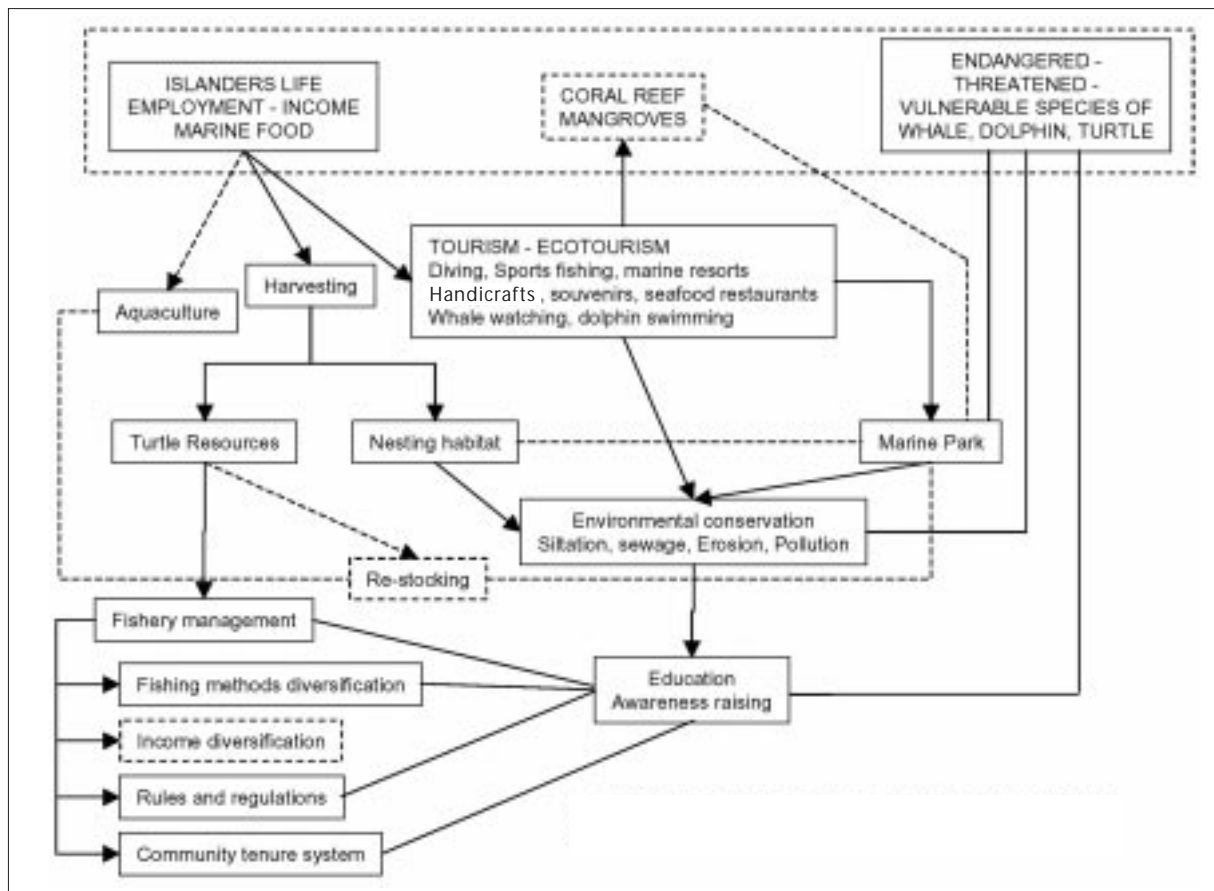 ISLANDERS LIFE
EMPLOYMENT - INCOME
MARINE FOOD
CORAL REEF
MANGROVES
ENDANGERED -
THREATENED -
VULNERABLE SPECIES OF
WHALE, DOLPHIN, TURTLE
TOURISM - ECOTOURISM
Diving, Sports fishing, marine resorts
Handicrafts , souvenirs, seafood restaurants
Whale watching, dolphin swimming
Harvesting
Aquaculture
Turtle Resources
Nesting habitat
Marine Park
Environmental conservation
Siltation, sewage, Erosion, Pollution
Re-stocking
Fishery management
Fishing methods diversification
Income diversification
Rules and regulations
Community tenure system
Education
Awareness raising